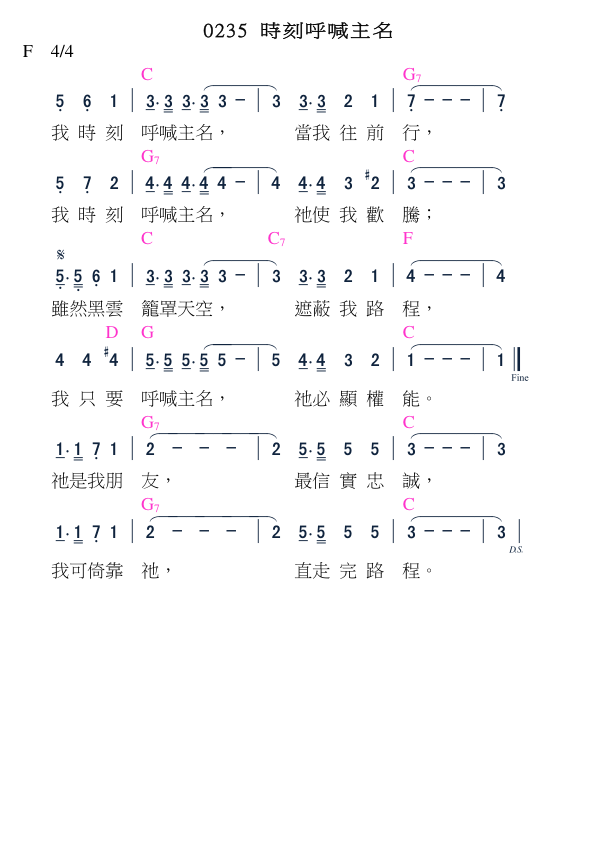 0235 時刻呼喊主名
F 4/4
C G7
5 6 1 | 3· 3 3· 3 3 – | 3 3· 3 2 1 | 7 – – – | 7
我 時 刻 呼喊主名， 當我 往 前 行，
G7 C
5 7 2 | 4· 4 4· 4 4 – | 4 4· 4 3 #2 | 3 – – – | 3
我 時 刻 呼喊主名， 祂使 我 歡 騰；
C C7 F
𝄋
5· 5 6 1 | 3· 3 3· 3 3 – | 3 3· 3 2 1 | 4 – – – | 4
雖然黑雲 籠罩天空， 遮蔽 我 路 程，
D G C
4 4 #4 | 5· 5 5· 5 5 – | 5 4· 4 3 2 | 1 – – – | 1 ‖
Fine
我 只 要 呼喊主名， 祂必 顯 權 能。
G7 C
1· 1 7 1 | 2 – – – | 2 5· 5 5 5 | 3 – – – | 3
祂是我朋 友， 最信 實 忠 誠，
G7 C
1· 1 7 1 | 2 – – – | 2 5· 5 5 5 | 3 – – – | 3 |
D.S.
我可倚靠 祂， 直走 完 路 程。